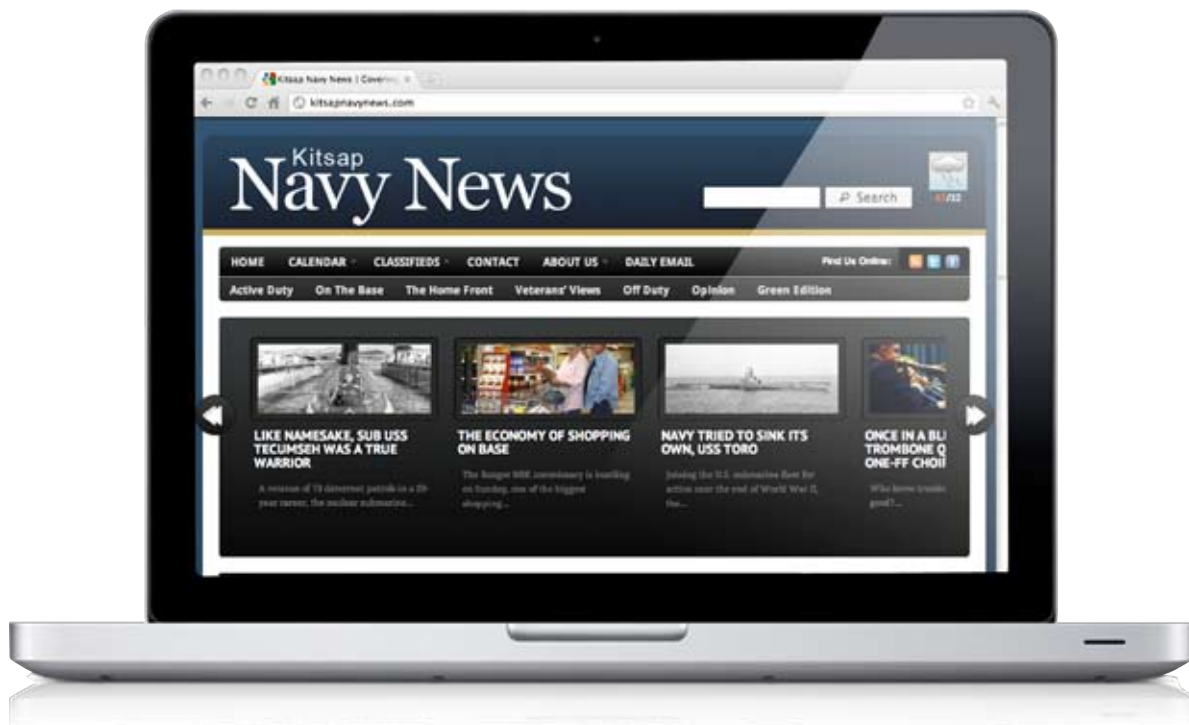 Kitsap Navy News | Coverin
kitsapnavynews.com
Kitsap
Navy News
Search
HOME CALENDAR CLASSIFIEDS CONTACT ABOUT US DAILY EMAIL Find Us Online:
Active Duty On The Base The Home Front Veterans' Views Off Duty Opinion Green Edition
LIKE NAMESAKE, SUB USS
TECUMSEH WAS A TRUE
WARRIOR
A veteran of 73 deterrent patrols in a 29-
year career, the nuclear submarine...
THE ECONOMY OF SHOPPING
ON BASE
The Bangor NBK commissary is bustling
on Sunday, one of the biggest
shopping...
NAVY TRIED TO SINK ITS
OWN, USS TORO
Joining the U.S. submarine fleet for
action near the end of World War II,
the...
ONCE IN A BL
TROMBONE Q
ONE-FF CHOI
Who knew
good?...